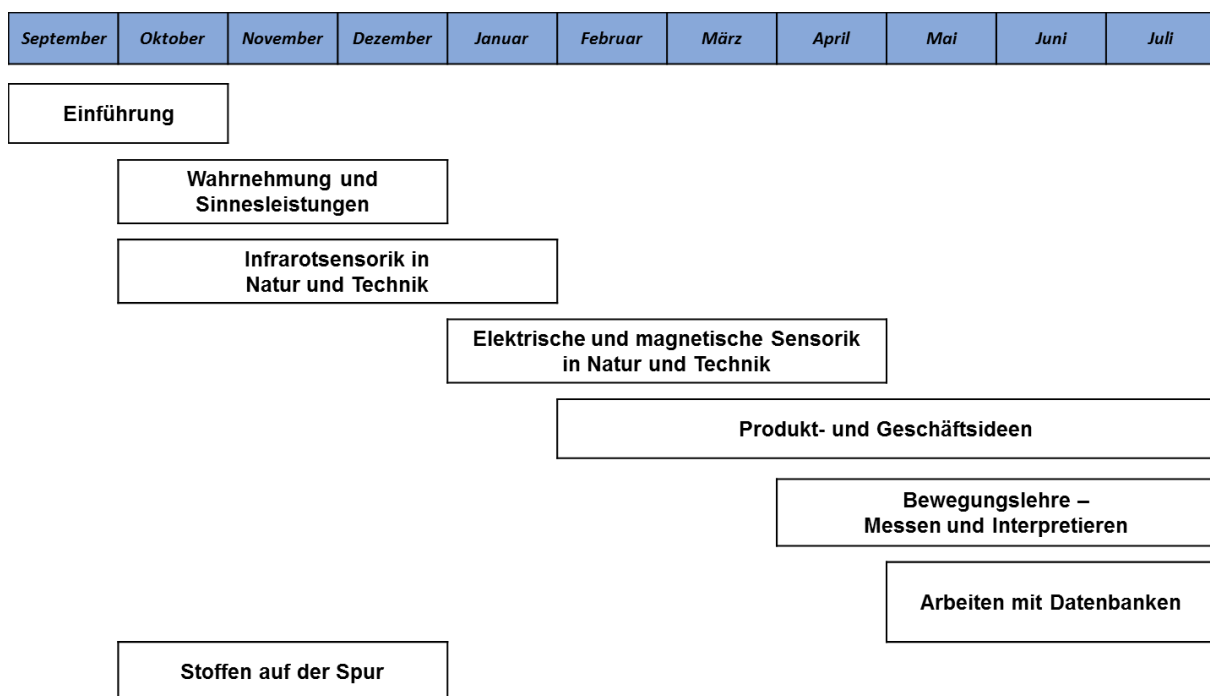 September Oktober November Dezember Januar Februar März April Mai Juni Juli
Einführung
Wahrnehmung und
Sinnesleistungen
Infrarotsensorik in
Natur und Technik
Elektrische und magnetische Sensorik
in Natur und Technik
Produkt- und Geschäftsideen
Bewegungslehre –
Messen und Interpretieren
Arbeiten mit Datenbanken
Stoffen auf der Spur